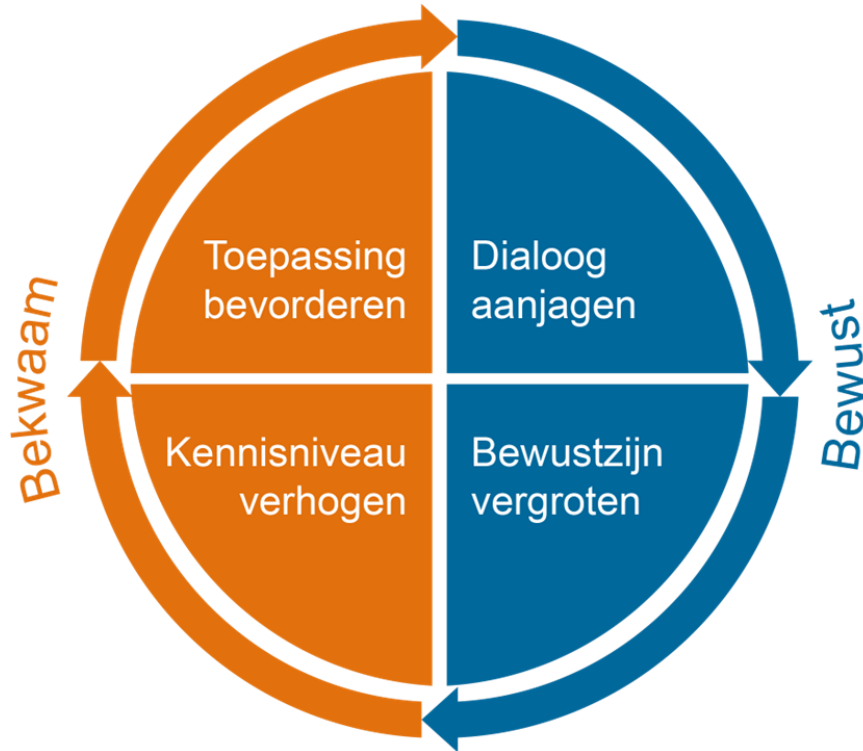 Toepassing
bevorderen
Dialoog
aanjagen
Bekwaam
Bewust
Kennisniveau
verhogen
Bewustzijn
vergroten